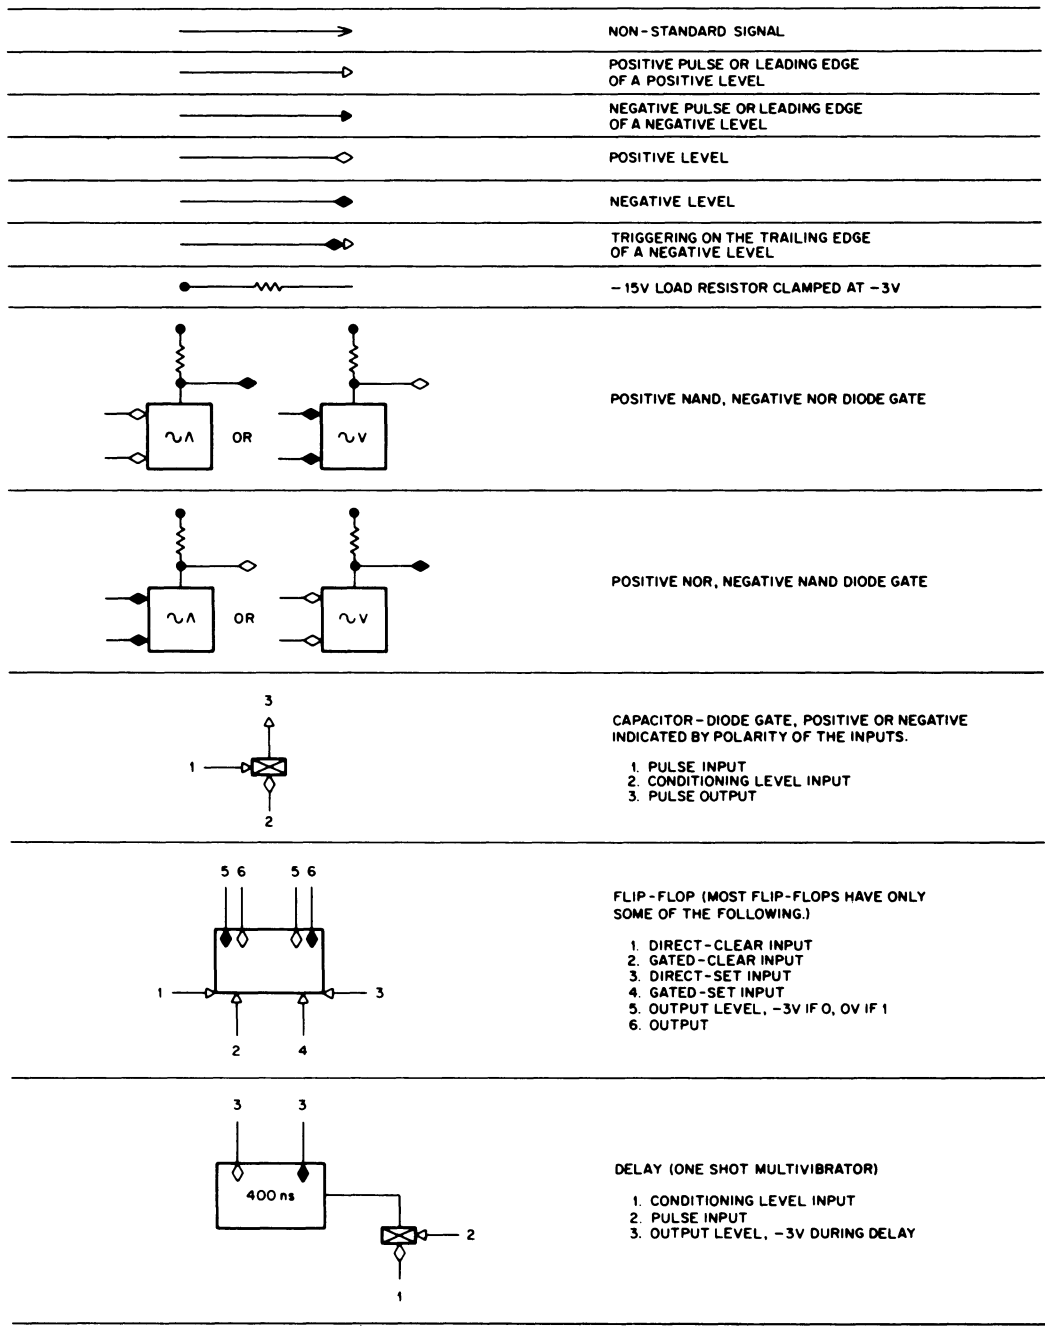 NON-STANDARD SIGNAL
POSITIVE PULSE OR LEADING EDGE
OF A POSITIVE LEVEL
NEGATIVE PULSE OR LEADING EDGE
OF A NEGATIVE LEVEL
POSITIVE LEVEL
NEGATIVE LEVEL
TRIGGERING ON THE TRAILING EDGE
OF A NEGATIVE LEVEL
-15V LOAD RESISTOR CLAMPED AT -3V
∿Λ OR ∿V
POSITIVE NAND, NEGATIVE NOR DIODE GATE
∿Λ OR ∿V
POSITIVE NOR, NEGATIVE NAND DIODE GATE
3
1
2
CAPACITOR-DIODE GATE, POSITIVE OR NEGATIVE
INDICATED BY POLARITY OF THE INPUTS.
1. PULSE INPUT
2. CONDITIONING LEVEL INPUT
3. PULSE OUTPUT
5 6 5 6
1 3
2 4
FLIP-FLOP (MOST FLIP-FLOPS HAVE ONLY
SOME OF THE FOLLOWING.)
1. DIRECT-CLEAR INPUT
2. GATED-CLEAR INPUT
3. DIRECT-SET INPUT
4. GATED-SET INPUT
5. OUTPUT LEVEL, -3V IF 0, 0V IF 1
6. OUTPUT
3 3
400 ns
2
1
DELAY (ONE SHOT MULTIVIBRATOR)
1. CONDITIONING LEVEL INPUT
2. PULSE INPUT
3. OUTPUT LEVEL, -3V DURING DELAY